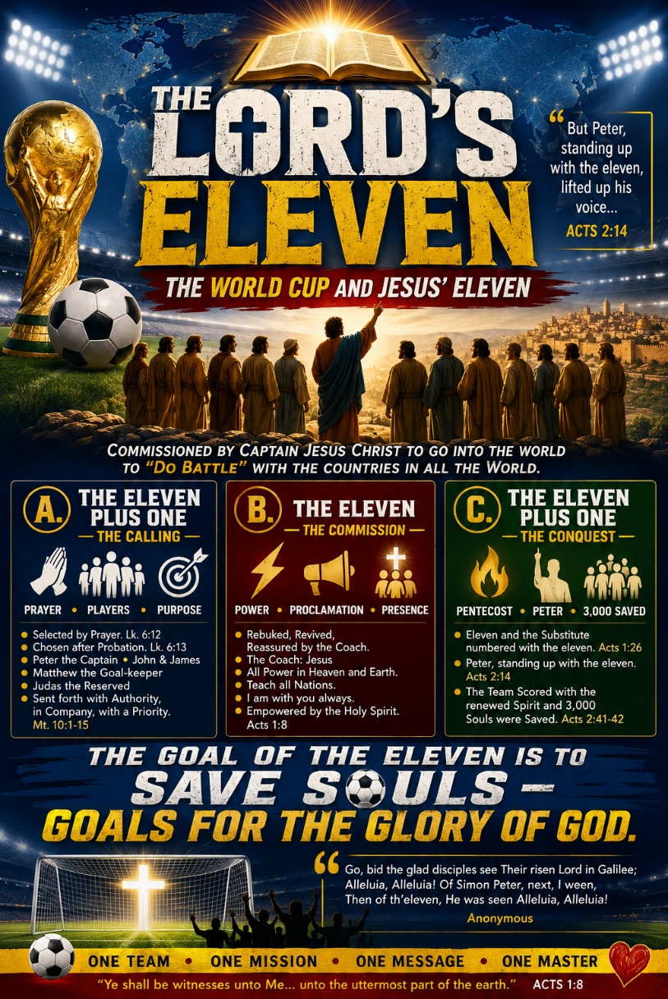 THE
LORD'S
ELEVEN
THE WORLD CUP AND JESUS' ELEVEN
“But Peter,
standing up
with the eleven,
lifted up his
voice...
ACTS 2:14
COMMISSIONED BY CAPTAIN JESUS CHRIST TO GO INTO THE WORLD
TO “DO BATTLE” WITH THE COUNTRIES IN ALL THE WORLD.
A. THE ELEVEN
PLUS ONE
— THE CALLING —
PRAYER • PLAYERS • PURPOSE
• Selected by Prayer. Lk. 6:12
• Chosen after Probation. Lk. 6:13
• Peter the Captain • John & James
• Matthew the Goal-keeper
• Judas the Reserved
• Sent forth with Authority,
in Company, with a Priority.
Mt. 10:1-15
B. THE ELEVEN
— THE COMMISSION —
POWER • PROCLAMATION • PRESENCE
• Rebuked, Revived,
Reassured by the Coach.
• The Coach: Jesus
• All Power in Heaven and Earth.
• Teach all Nations.
• I am with you always.
• Empowered by the Holy Spirit.
Acts 1:8
C. THE ELEVEN
PLUS ONE
— THE CONQUEST —
PENTECOST • PETER • 3,000 SAVED
• Eleven and the Substitute
numbered with the eleven. Acts 1:26
• Peter, standing up with the eleven.
Acts 2:14
• The Team Scored with the
renewed Spirit and 3,000
Souls were Saved. Acts 2:41-42
THE GOAL OF THE ELEVEN IS TO
SAVE SOULS –
GOALS FOR THE GLORY OF GOD.
“Go, bid the glad disciples see Their risen Lord in Galilee;
Alleluia, Alleluia! Of Simon Peter, next, I ween,
Then of th'eleven, He was seen Alleluia, Alleluia!
Anonymous
ONE TEAM • ONE MISSION • ONE MESSAGE • ONE MASTER
“Ye shall be witnesses unto Me... unto the uttermost part of the earth.” ACTS 1:8